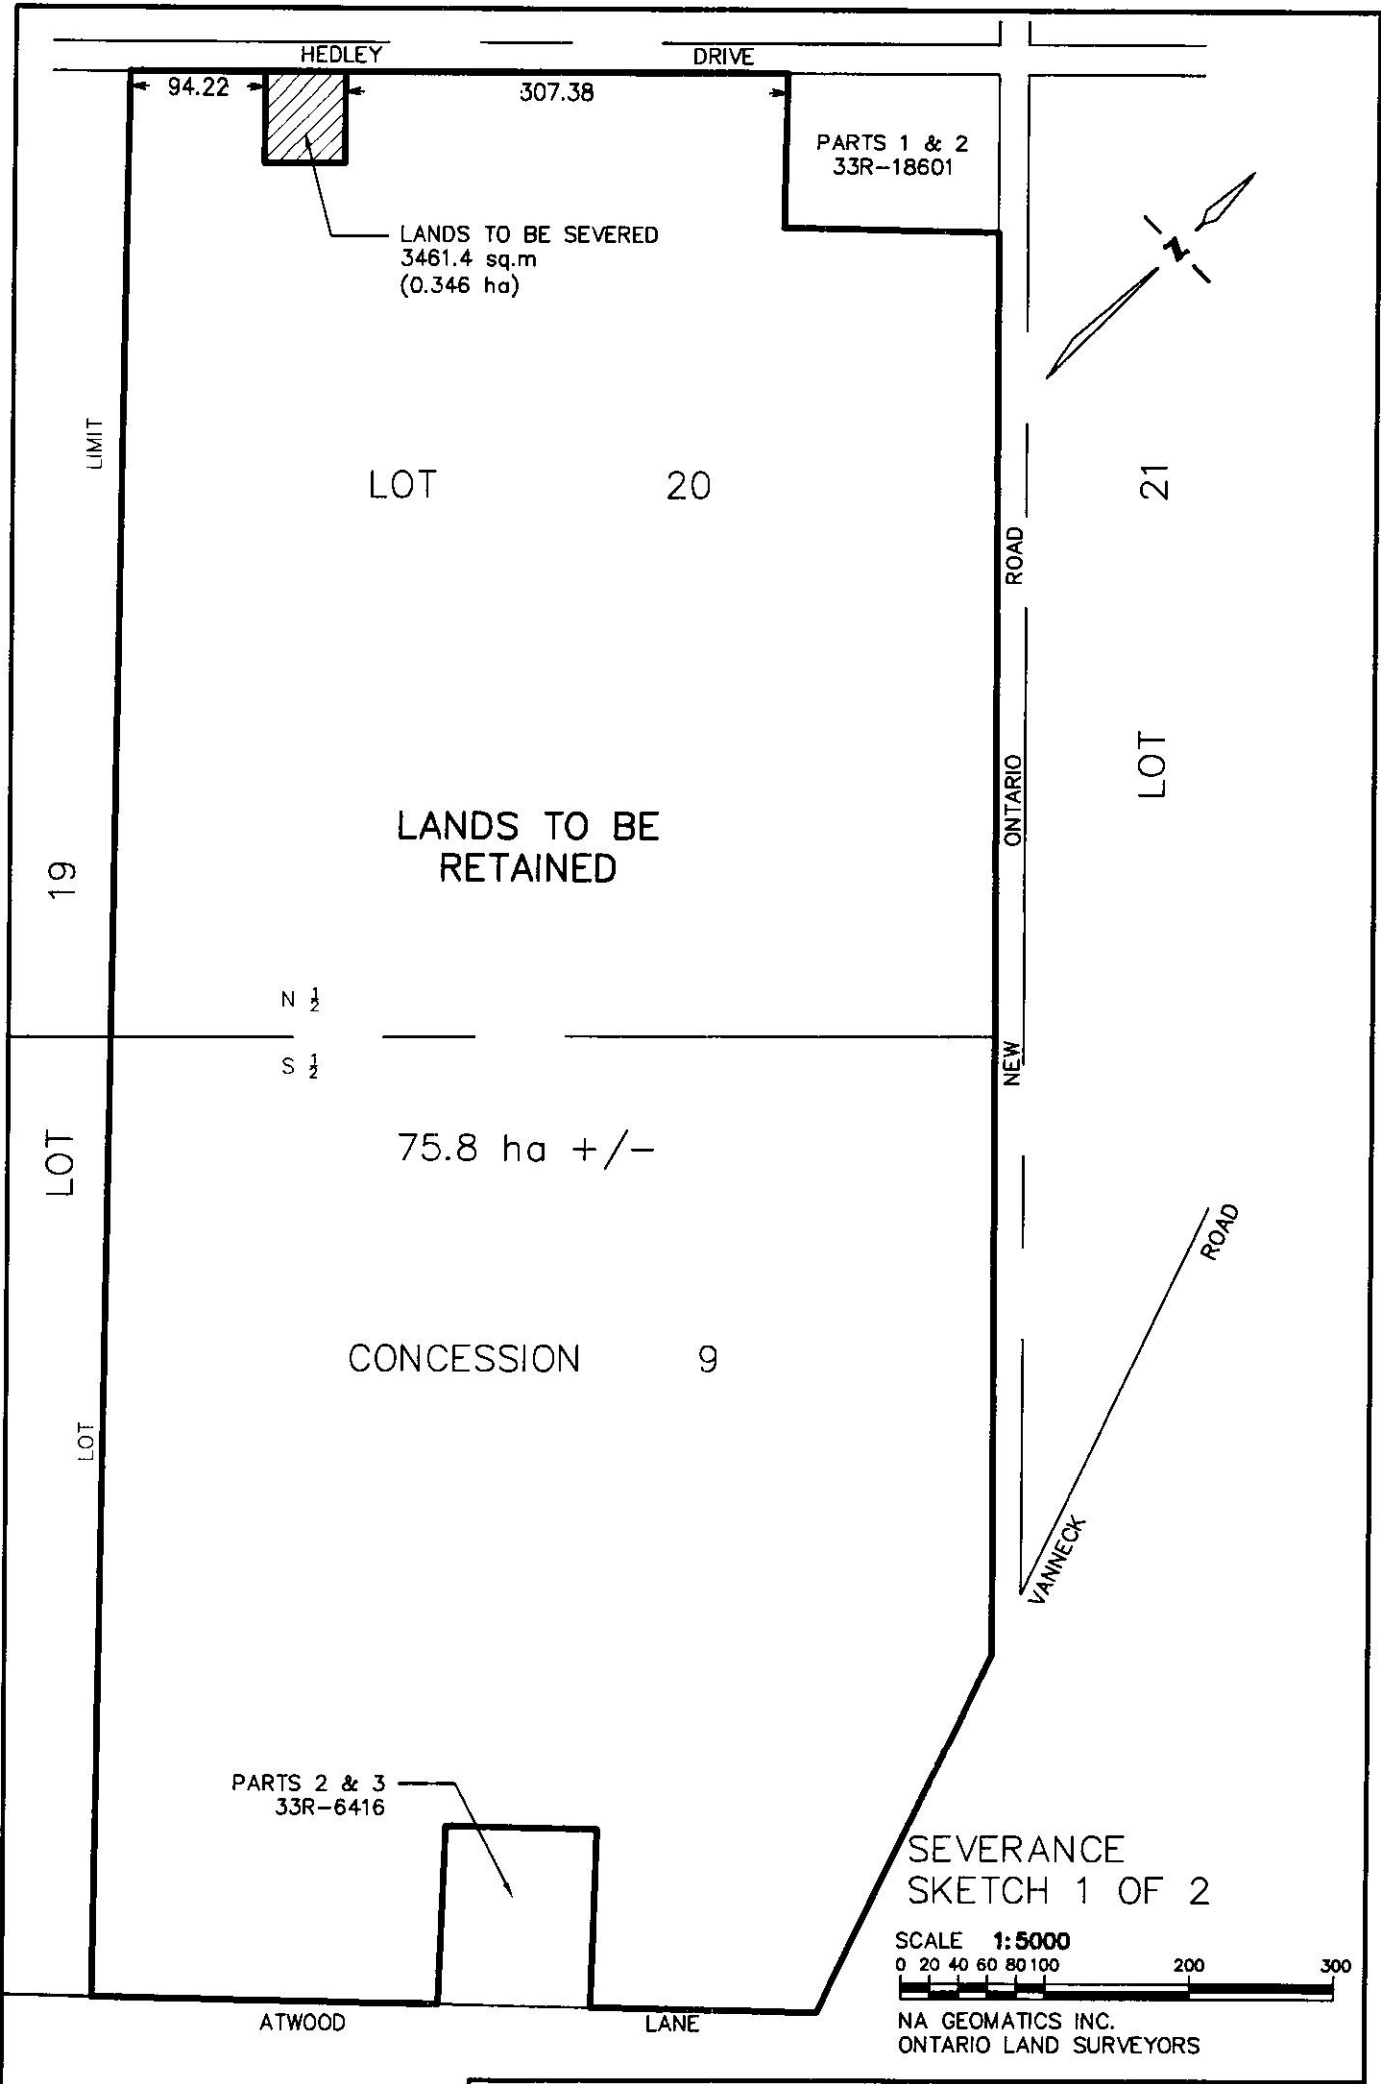 HEDLEY DRIVE
94.22
307.38
PARTS 1 & 2
33R-18601
LANDS TO BE SEVERED
3461.4 sq.m
(0.346 ha)
N
LIMIT
LOT 20
21
ROAD
LOT
ONTARIO
LANDS TO BE
RETAINED
19
N 1/2
S 1/2
NEW
LOT
75.8 ha +/-
ROAD
CONCESSION 9
LOT
VANNECK
PARTS 2 & 3
33R-6416
SEVERANCE
SKETCH 1 OF 2
SCALE 1:5000
0 20 40 60 80 100 200 300
ATWOOD LANE
NA GEOMATICS INC.
ONTARIO LAND SURVEYORS